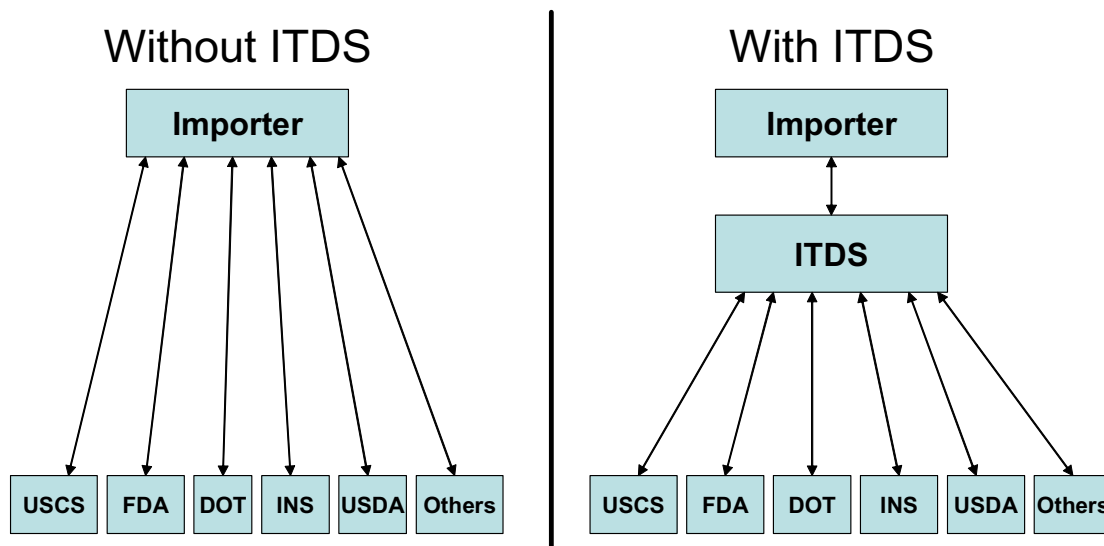 Without ITDS
Importer
USCS
FDA
DOT
INS
USDA
Others
With ITDS
Importer
ITDS
USCS
FDA
DOT
INS
USDA
Others